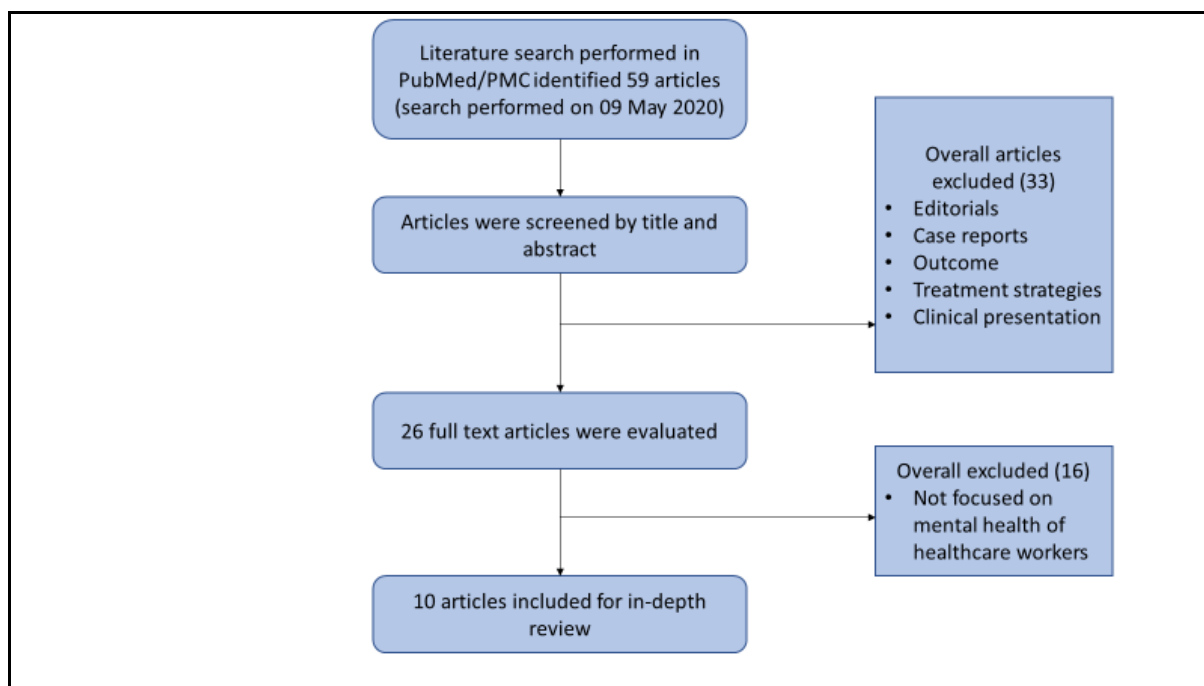 Literature search performed in
PubMed/PMC identified 59 articles
(search performed on 09 May 2020)
Articles were screened by title and
abstract
Overall articles
excluded (33)
• Editorials
• Case reports
• Outcome
• Treatment strategies
• Clinical presentation
26 full text articles were evaluated
Overall excluded (16)
• Not focused on
mental health of
healthcare workers
10 articles included for in-depth
review